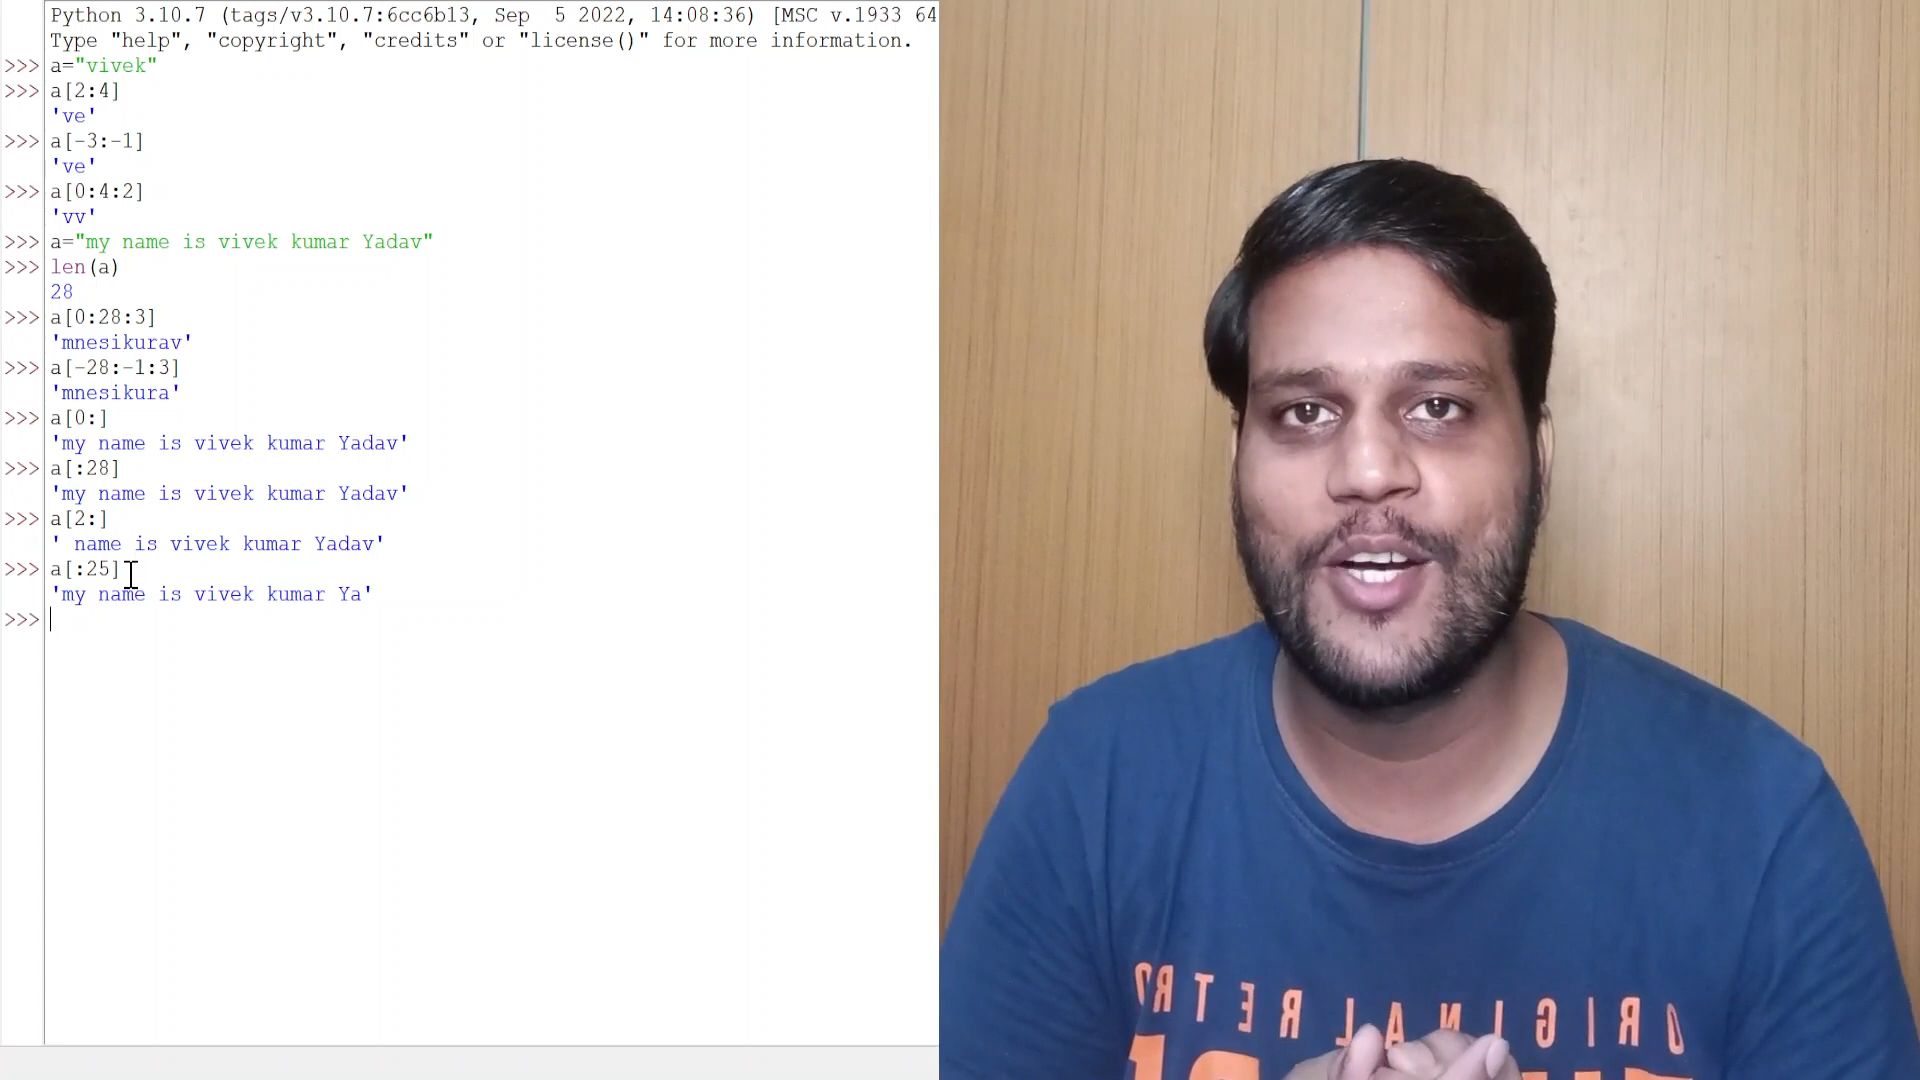 Python 3.10.7 (tags/v3.10.7:6cc6b13, Sep  5 2022, 14:08:36) [MSC v.1933 64
Type "help", "copyright", "credits" or "license()" for more information.
>>> a="vivek"
>>> a[2:4]
've'
>>> a[-3:-1]
've'
>>> a[0:4:2]
'vv'
>>> a="my name is vivek kumar Yadav"
>>> len(a)
28
>>> a[0:28:3]
'mnesikurav'
>>> a[-28:-1:3]
'mnesikura'
>>> a[0:]
'my name is vivek kumar Yadav'
>>> a[:28]
'my name is vivek kumar Yadav'
>>> a[2:]
' name is vivek kumar Yadav'
>>> a[:25]
'my name is vivek kumar Ya'
>>>
ORIGINAL RETRO